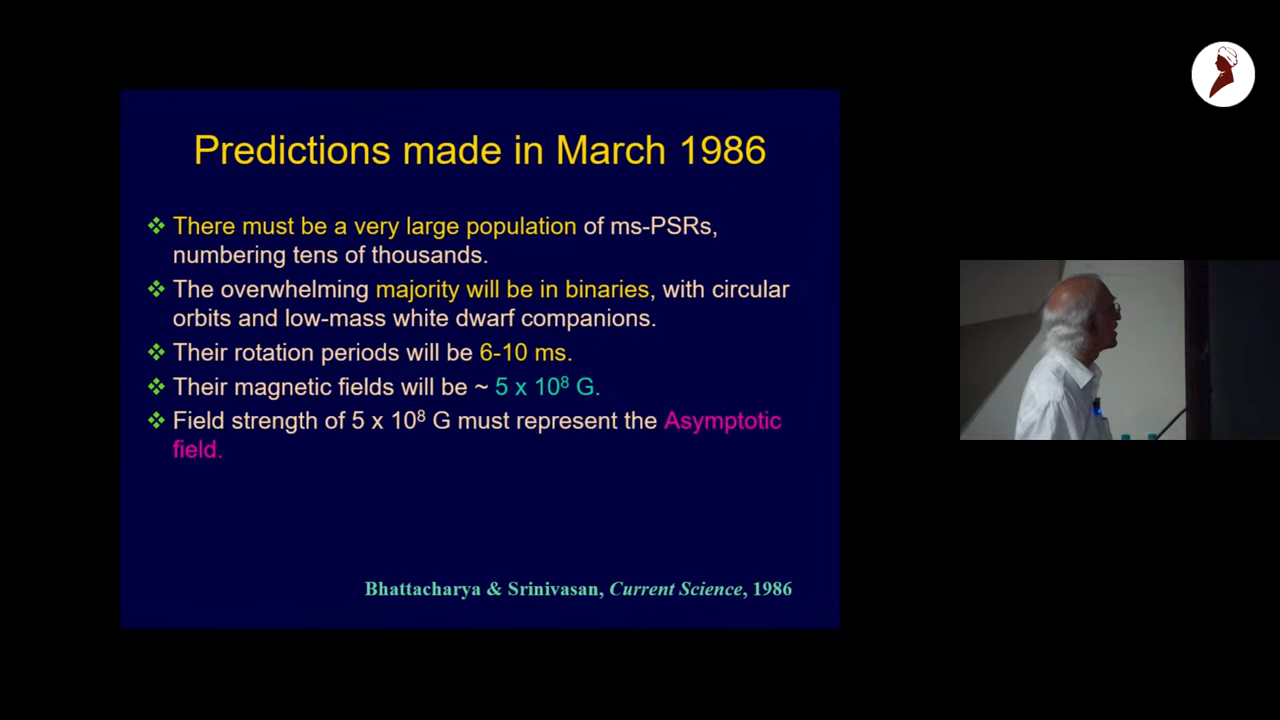 Predictions made in March 1986
❖ There must be a very large population of ms-PSRs,
numbering tens of thousands.
❖ The overwhelming majority will be in binaries, with circular
orbits and low-mass white dwarf companions.
❖ Their rotation periods will be 6-10 ms.
❖ Their magnetic fields will be ~ 5 x 10⁸ G.
❖ Field strength of 5 x 10⁸ G must represent the Asymptotic
field.
Bhattacharya & Srinivasan, Current Science, 1986